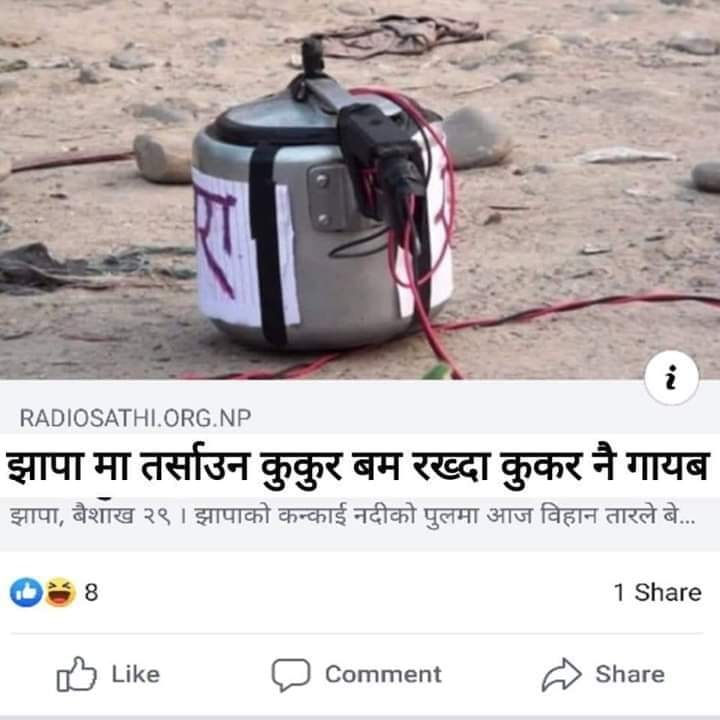 रा
RADIOSATHI.ORG.NP
झापा मा तर्साउन कुकुर बम रख्दा कुकर नै गायब
झापा, बैशाख २९ । झापाको कन्काई नदीको पुलमा आज विहान तारले बे...
8
1 Share
Like
Comment
Share